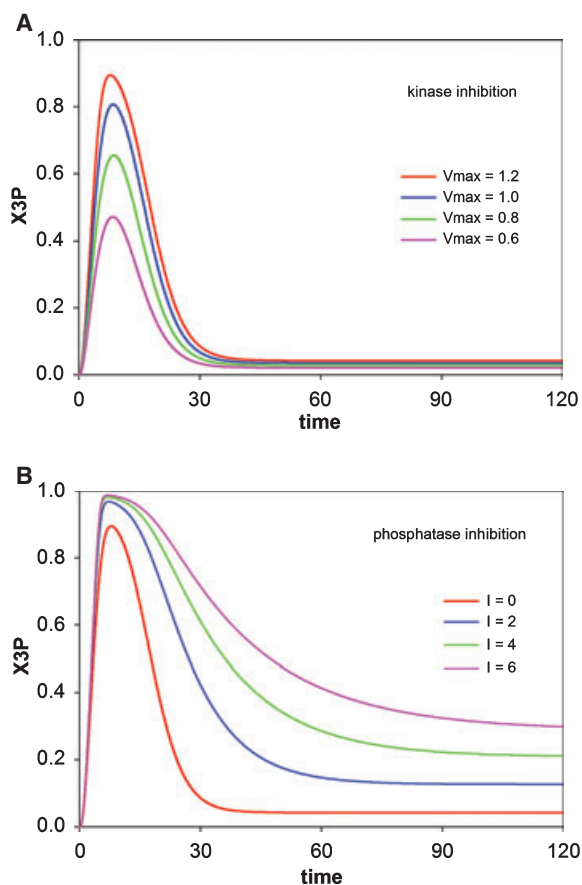 A
1.0
0.8
0.6
0.4
0.2
0.0
X3P
kinase inhibition
Vmax = 1.2
Vmax = 1.0
Vmax = 0.8
Vmax = 0.6
0 30 60 90 120
time
B
1.0
0.8
0.6
0.4
0.2
0.0
X3P
phosphatase inhibition
I = 0
I = 2
I = 4
I = 6
0 30 60 90 120
time